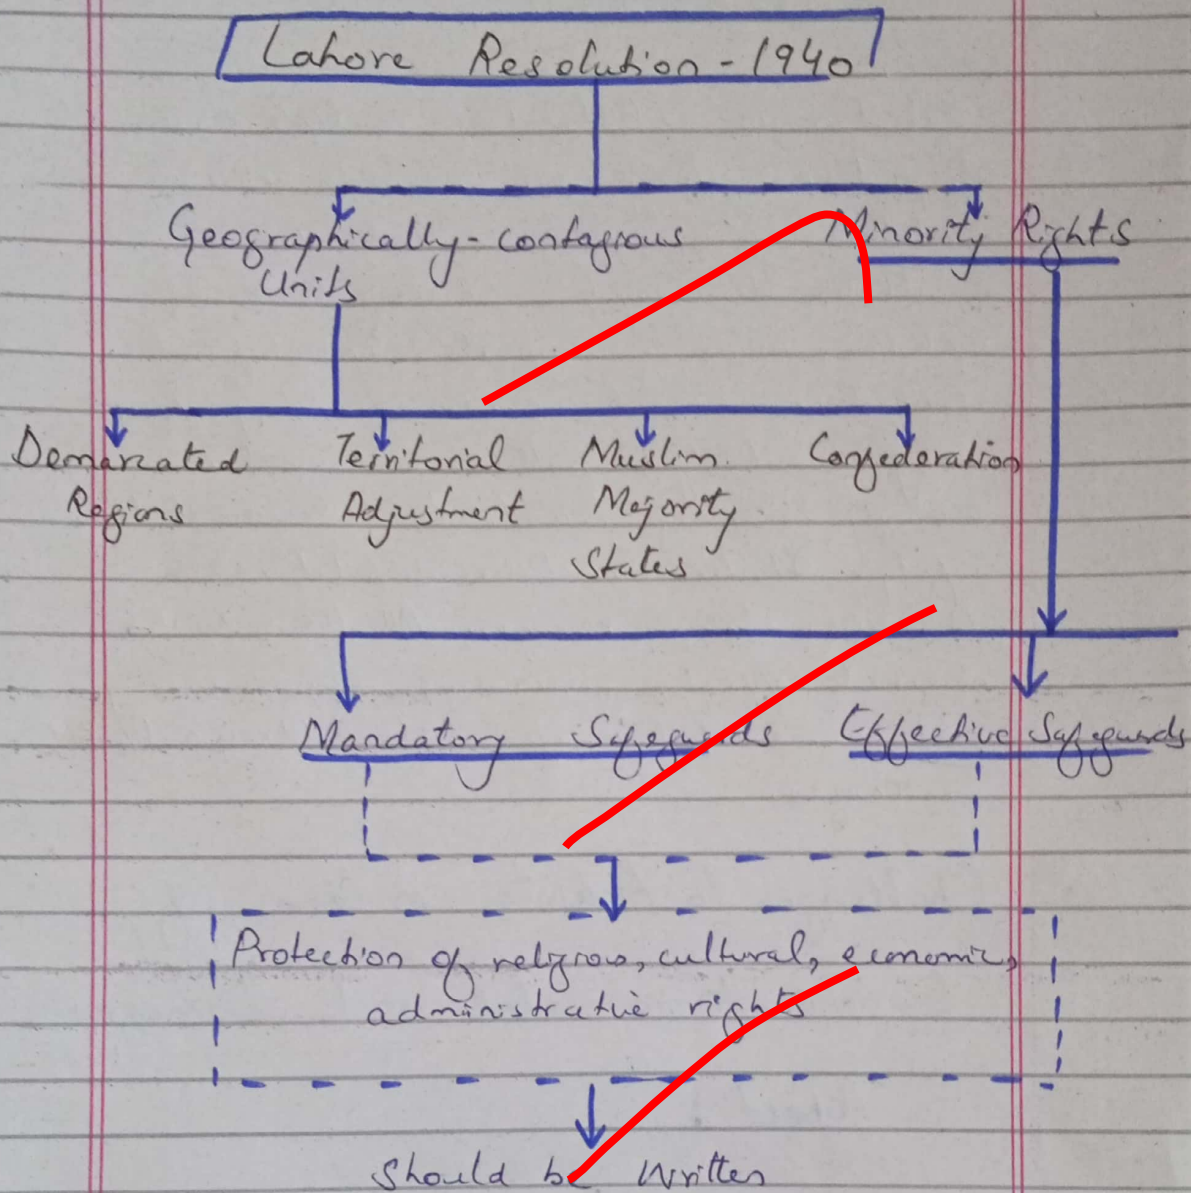 Lahore Resolution - 1940
Geographically - contagious
Units
Minority Rights
Demarcated
Regions
Territorial
Adjustment
Muslim
Majority
States
Confederation
Mandatory Safeguards
Effective Safeguards
Protection of religious, cultural, economic,
administrative rights
Should be Written